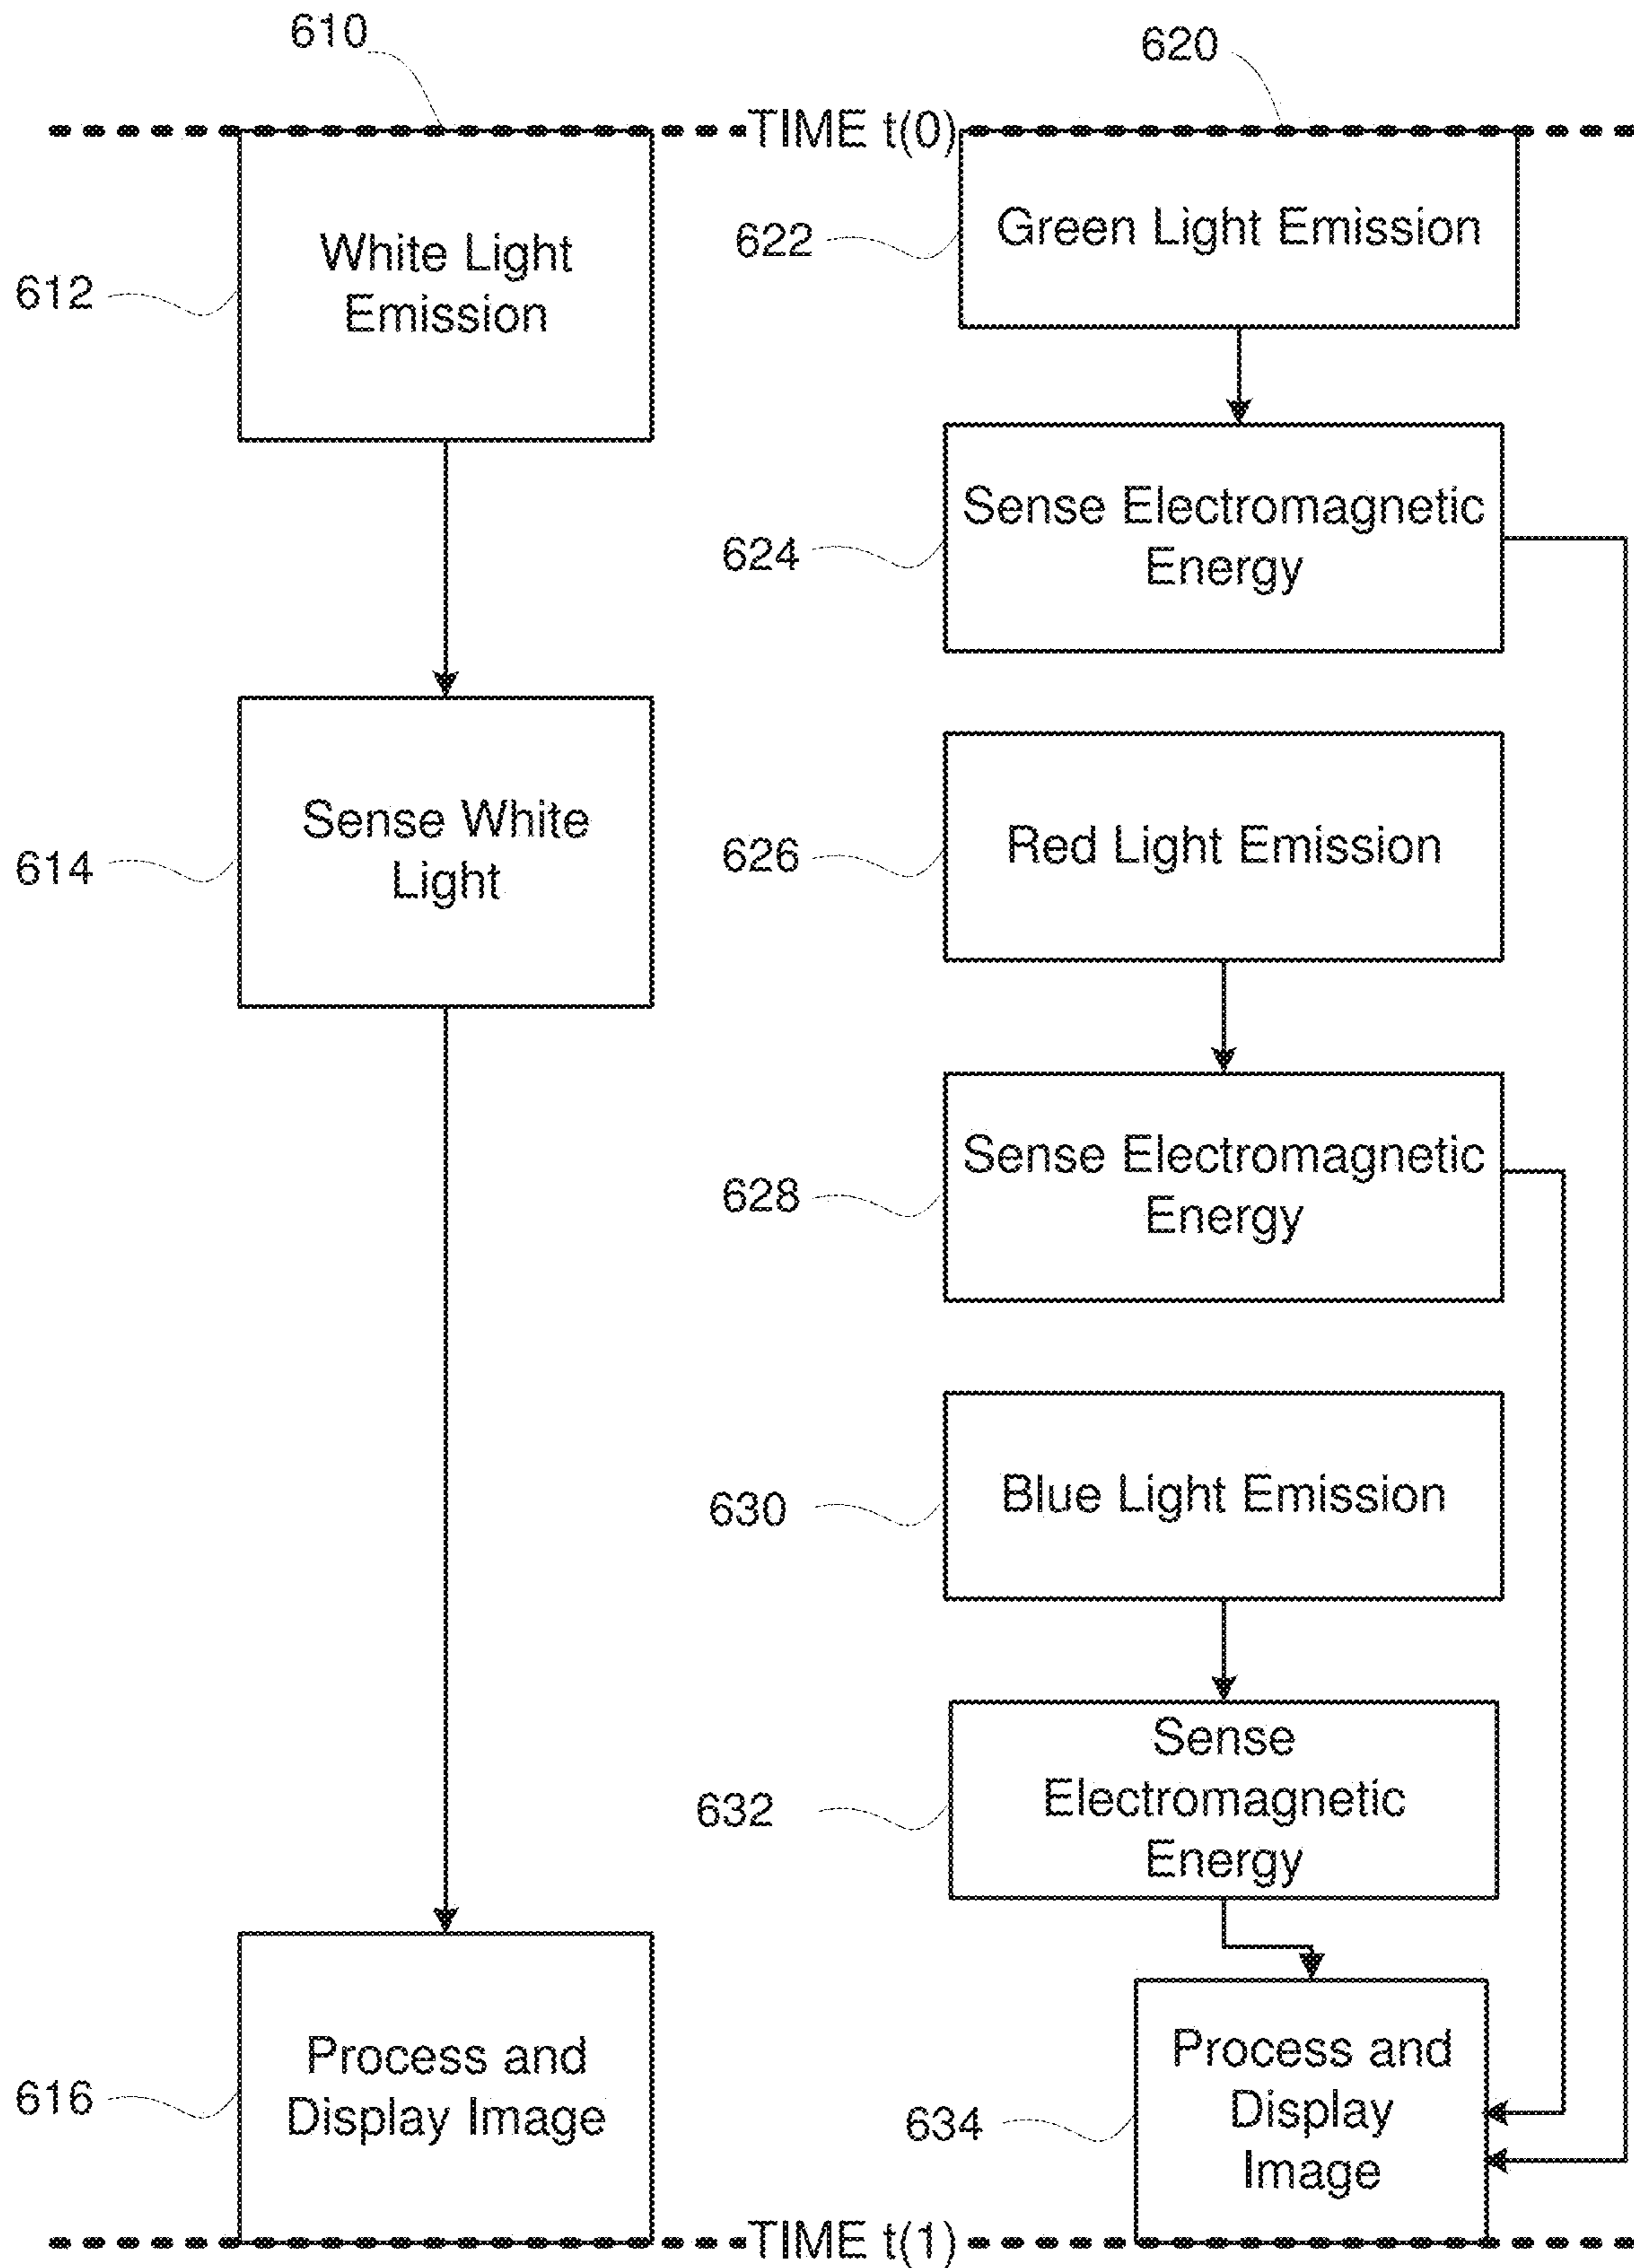 610
620
TIME t(0)
612
White Light
Emission
614
Sense White
Light
616
Process and
Display Image
622
Green Light Emission
624
Sense Electromagnetic
Energy
626
Red Light Emission
628
Sense Electromagnetic
Energy
630
Blue Light Emission
632
Sense
Electromagnetic
Energy
634
Process and
Display
Image
TIME t(1)